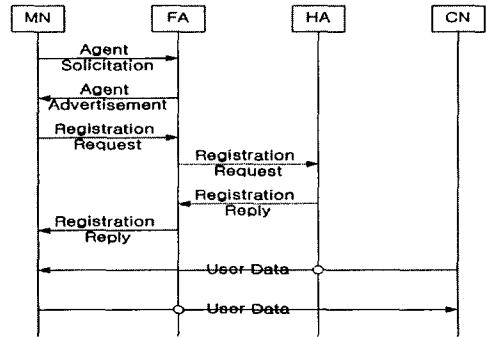 MN FA HA CN
Agent
Solicitation
Agent
Advertisement
Registration
Request
Registration
Request
Registration
Reply
Registration
Reply
User Data
User Data